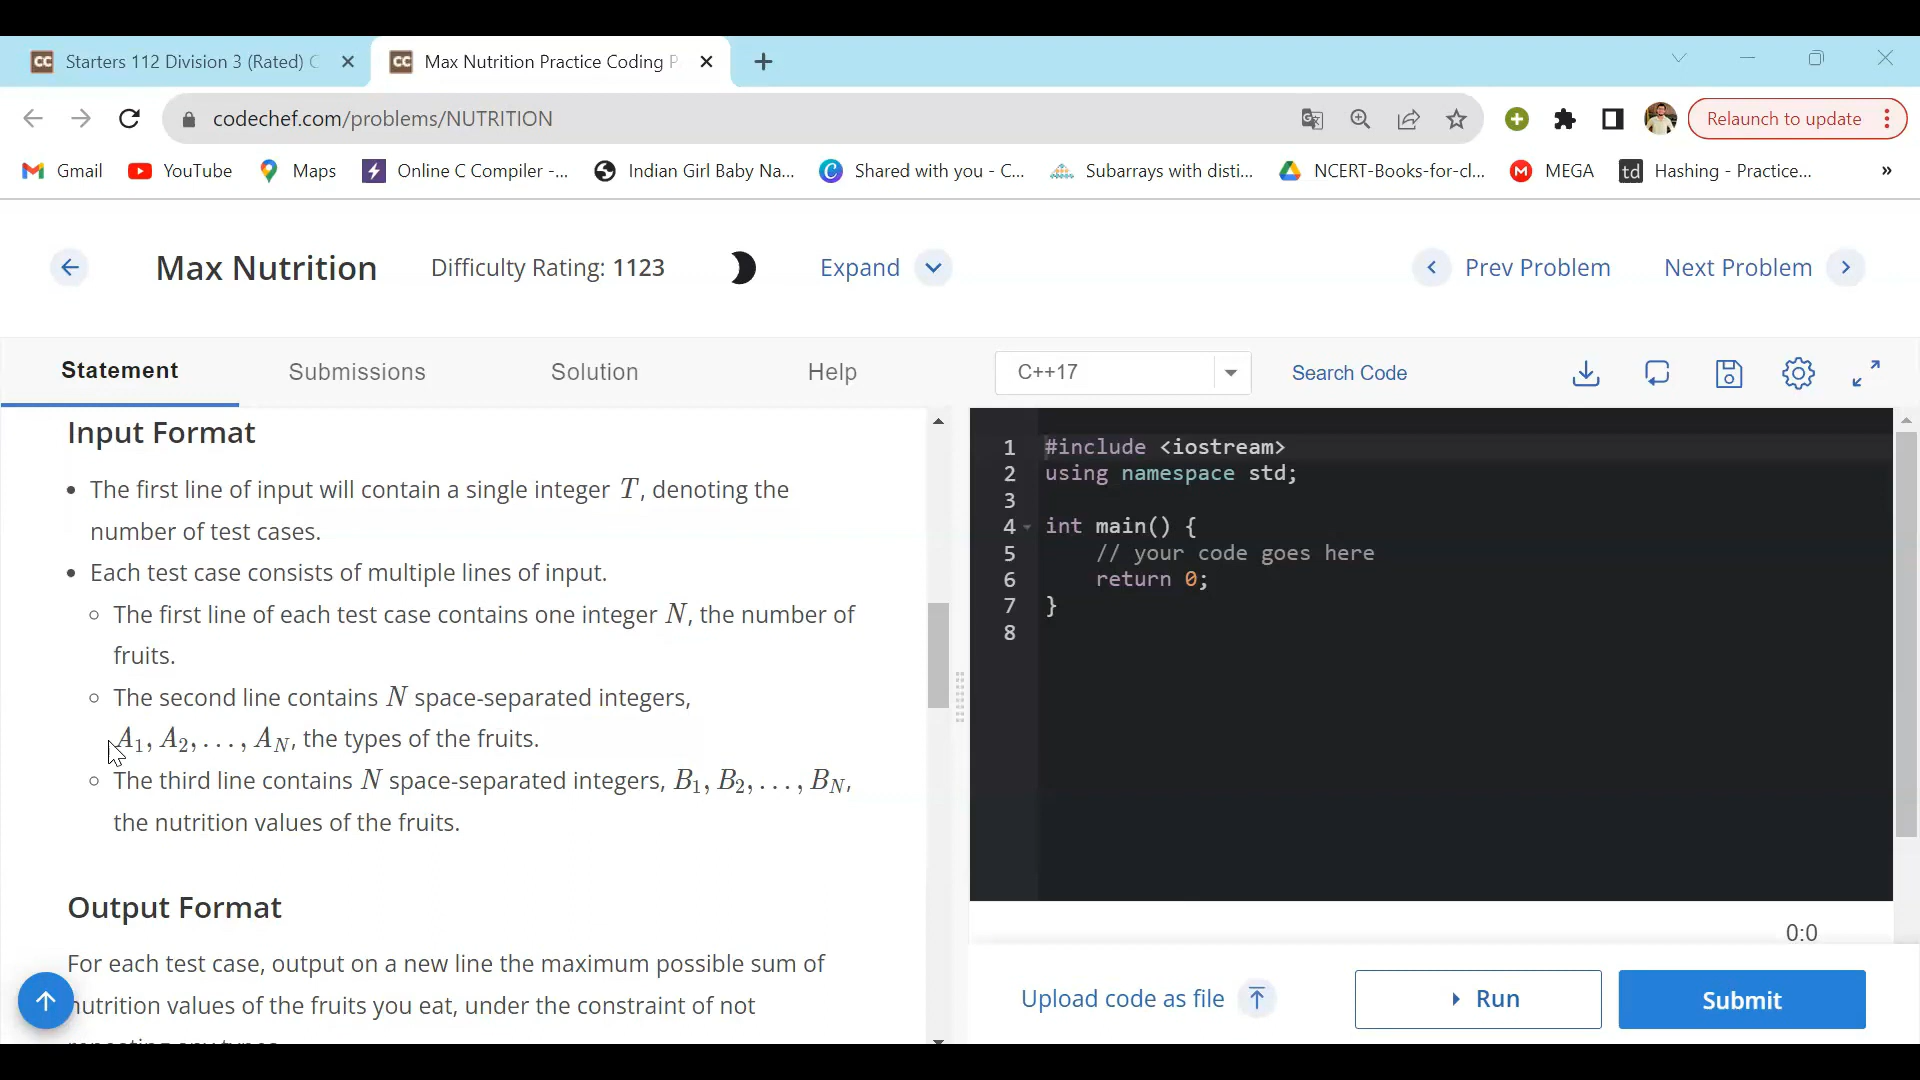 Starters 112 Division 3 (Rated)
Max Nutrition Practice Coding P
codechef.com/problems/NUTRITION
Relaunch to update
Gmail
YouTube
Maps
Online C Compiler -...
Indian Girl Baby Na...
Shared with you - C...
Subarrays with disti...
NCERT-Books-for-cl...
MEGA
td
Hashing - Practice...
»
Max Nutrition
Difficulty Rating: 1123
Expand
Prev Problem
Next Problem
Statement
Submissions
Solution
Help
C++17
Search Code
Input Format
• The first line of input will contain a single integer T, denoting the
number of test cases.
• Each test case consists of multiple lines of input.
○ The first line of each test case contains one integer N, the number of
fruits.
○ The second line contains N space-separated integers,
A₁, A₂, . . . , A_N, the types of the fruits.
○ The third line contains N space-separated integers, B₁, B₂, . . . , B_N,
the nutrition values of the fruits.
Output Format
For each test case, output on a new line the maximum possible sum of
nutrition values of the fruits you eat, under the constraint of not
1 #include <iostream>
2 using namespace std;
3
4 int main() {
5     // your code goes here
6     return 0;
7 }
8
0:0
Upload code as file
Run
Submit